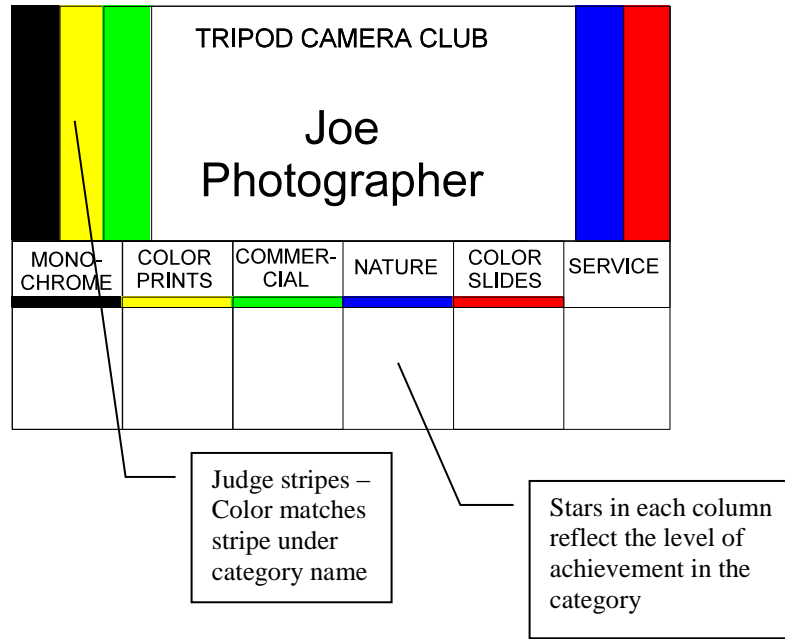 TRIPOD CAMERA CLUB
Joe
Photographer
MONO-
CHROME
COLOR
PRINTS
COMMER-
CIAL
NATURE
COLOR
SLIDES
SERVICE
Judge stripes –
Color matches
stripe under
category name
Stars in each column
reflect the level of
achievement in the
category